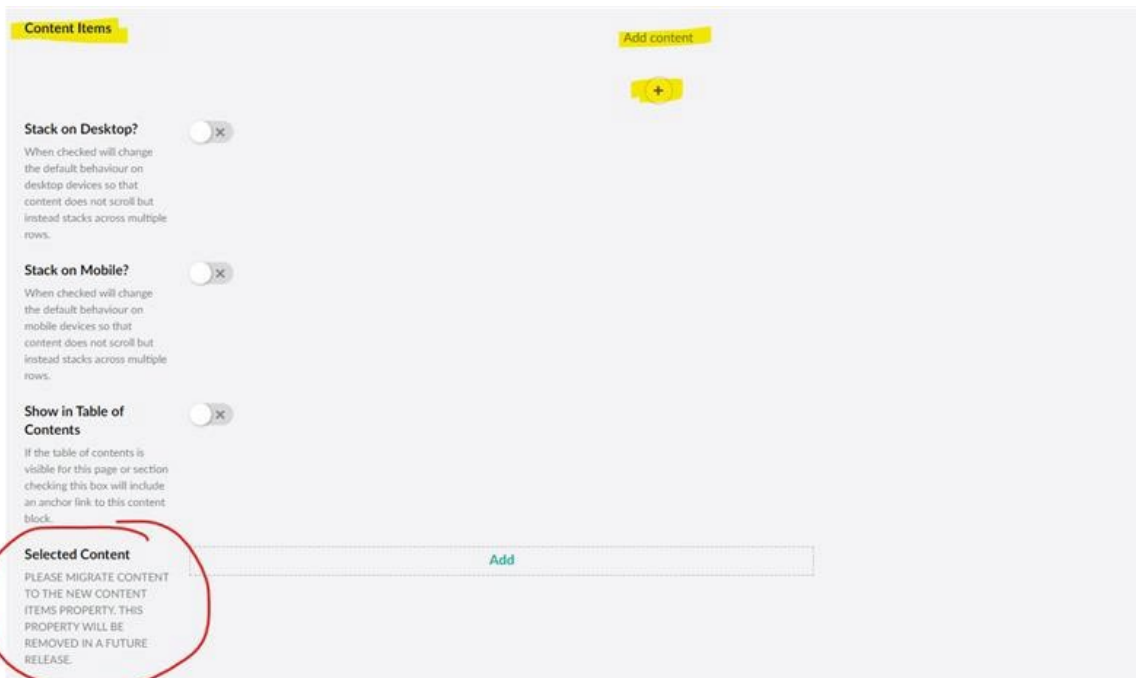 Content Items
Add content
+
Stack on Desktop?
When checked will change
the default behaviour on
desktop devices so that
content does not scroll but
instead stacks across multiple
rows.
Stack on Mobile?
When checked will change
the default behaviour on
mobile devices so that
content does not scroll but
instead stacks across multiple
rows.
Show in Table of
Contents
If the table of contents is
visible for this page or section
checking this box will include
an anchor link to this content
block.
Selected Content
Add
PLEASE MIGRATE CONTENT
TO THE NEW CONTENT
ITEMS PROPERTY. THIS
PROPERTY WILL BE
REMOVED IN A FUTURE
RELEASE.